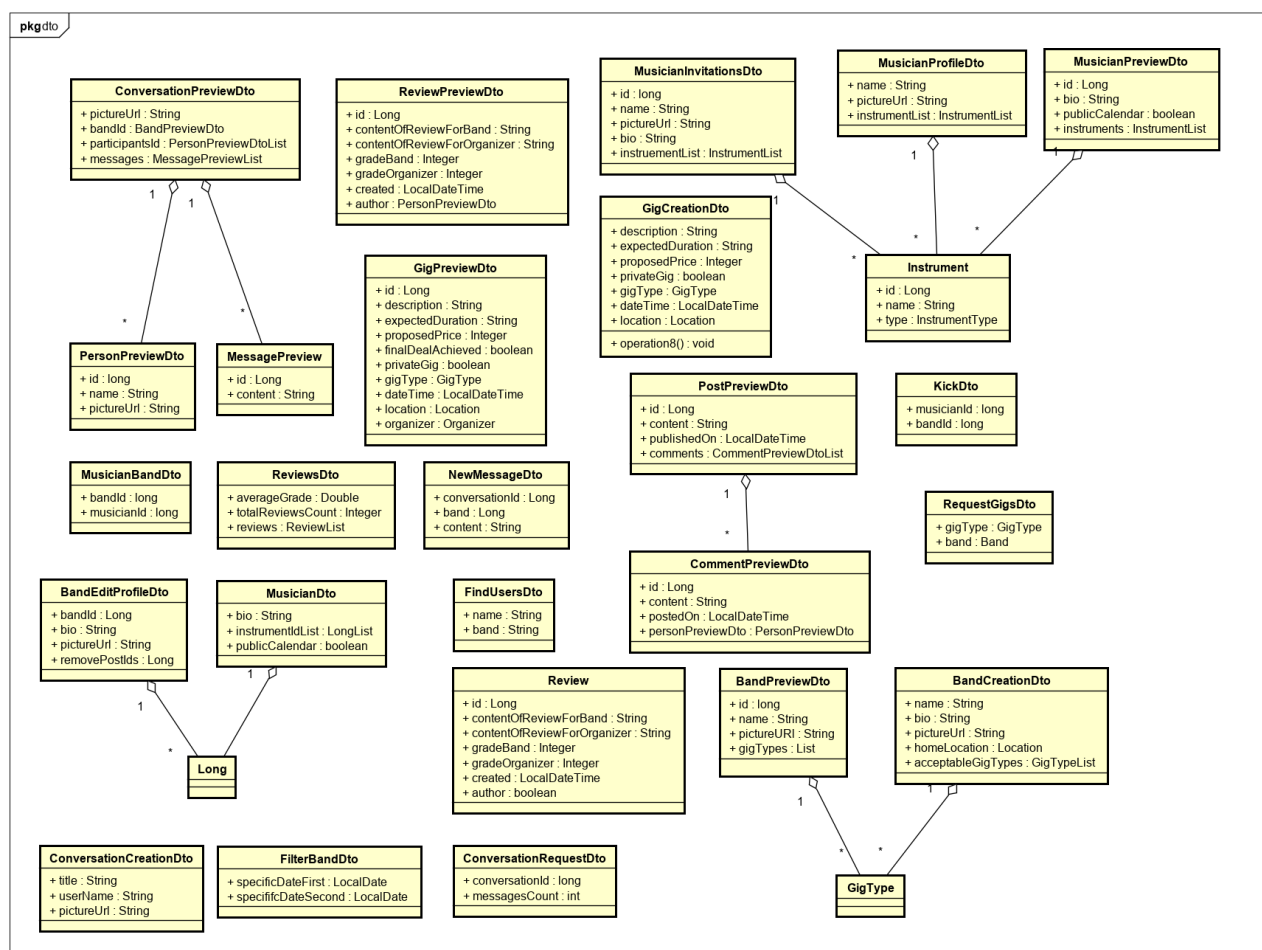 pkg dto
ConversationPreviewDto
+ pictureUrl : String
+ bandId : BandPreviewDto
+ participantsId : PersonPreviewDtoList
+ messages : MessagePreviewList
1
1
*
*
ReviewPreviewDto
+ id : Long
+ contentOfReviewForBand : String
+ contentOfReviewForOrganizer : String
+ gradeBand : Integer
+ gradeOrganizer : Integer
+ created : LocalDateTime
+ author : PersonPreviewDto
MusicianInvitationsDto
+ id : long
+ name : String
+ pictureUrl : String
+ bio : String
+ instruementList : InstrumentList
1
*
MusicianProfileDto
+ name : String
+ pictureUrl : String
+ instrumentList : InstrumentList
1
*
MusicianPreviewDto
+ id : Long
+ bio : String
+ publicCalendar : boolean
+ instruments : InstrumentList
1
*
GigCreationDto
+ description : String
+ expectedDuration : String
+ proposedPrice : Integer
+ privateGig : boolean
+ gigType : GigType
+ dateTime : LocalDateTime
+ location : Location
+ operation8() : void
Instrument
+ id : Long
+ name : String
+ type : InstrumentType
GigPreviewDto
+ id : Long
+ description : String
+ expectedDuration : String
+ proposedPrice : Integer
+ finalDealAchieved : boolean
+ privateGig : boolean
+ gigType : GigType
+ dateTime : LocalDateTime
+ location : Location
+ organizer : Organizer
PersonPreviewDto
+ id : long
+ name : String
+ pictureUrl : String
MessagePreview
+ id : Long
+ content : String
PostPreviewDto
+ id : Long
+ content : String
+ publishedOn : LocalDateTime
+ comments : CommentPreviewDtoList
1
*
KickDto
+ musicianId : long
+ bandId : long
MusicianBandDto
+ bandId : long
+ musicianId : long
ReviewsDto
+ averageGrade : Double
+ totalReviewsCount : Integer
+ reviews : ReviewList
NewMessageDto
+ conversationId : Long
+ band : Long
+ content : String
RequestGigsDto
+ gigType : GigType
+ band : Band
CommentPreviewDto
+ id : Long
+ content : String
+ postedOn : LocalDateTime
+ personPreviewDto : PersonPreviewDto
BandEditProfileDto
+ bandId : Long
+ bio : String
+ pictureUrl : String
+ removePostIds : Long
1
*
MusicianDto
+ bio : String
+ instrumentIdList : LongList
+ publicCalendar : boolean
1
FindUsersDto
+ name : String
+ band : String
Long
Review
+ id : Long
+ contentOfReviewForBand : String
+ contentOfReviewForOrganizer : String
+ gradeBand : Integer
+ gradeOrganizer : Integer
+ created : LocalDateTime
+ author : boolean
BandPreviewDto
+ id : long
+ name : String
+ pictureURI : String
+ gigTypes : List
1
*
BandCreationDto
+ name : String
+ bio : String
+ pictureUrl : String
+ homeLocation : Location
+ acceptableGigTypes : GigTypeList
1
*
ConversationCreationDto
+ title : String
+ userName : String
+ pictureUrl : String
FilterBandDto
+ specificDateFirst : LocalDate
+ specififcDateSecond : LocalDate
ConversationRequestDto
+ conversationId : long
+ messagesCount : int
GigType